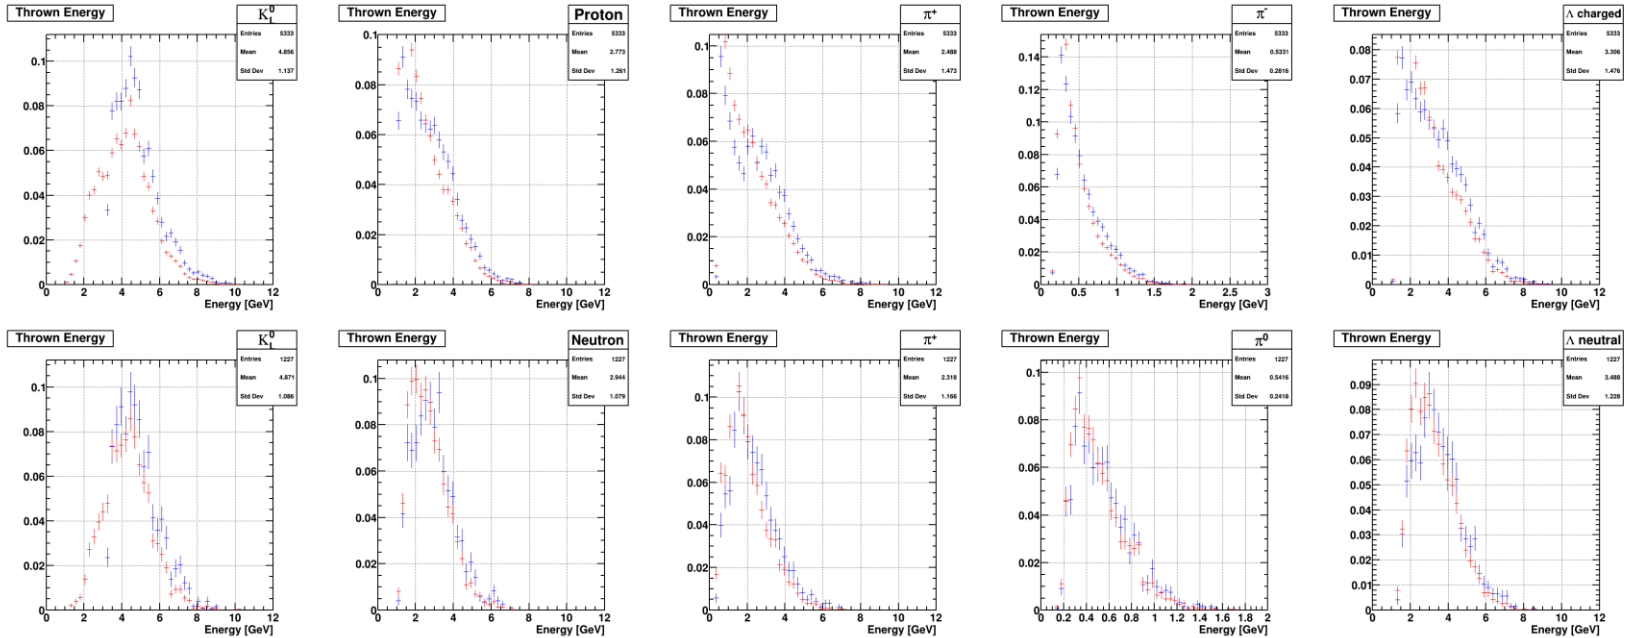 Thrown Energy
K⁰_L
Entries 5333
Mean 4.856
Std Dev 1.137
0.1
0.08
0.06
0.04
0.02
0
0 2 4 6 8 10 12
Energy [GeV]
Thrown Energy
Proton
Entries 5333
Mean 2.773
Std Dev 1.261
0.1
0.08
0.06
0.04
0.02
0
0 2 4 6 8 10 12
Energy [GeV]
Thrown Energy
π⁺
Entries 5333
Mean 2.488
Std Dev 1.473
0.1
0.08
0.06
0.04
0.02
0
0 2 4 6 8 10 12
Energy [GeV]
Thrown Energy
π⁻
Entries 5333
Mean 0.5331
Std Dev 0.2816
0.14
0.12
0.1
0.08
0.06
0.04
0.02
0
0 0.5 1 1.5 2 2.5 3
Energy [GeV]
Thrown Energy
Λ charged
Entries 5333
Mean 3.306
Std Dev 1.476
0.08
0.07
0.06
0.05
0.04
0.03
0.02
0.01
0
0 2 4 6 8 10 12
Energy [GeV]
Thrown Energy
K⁰_L
Entries 1227
Mean 4.871
Std Dev 1.086
0.1
0.08
0.06
0.04
0.02
0
0 2 4 6 8 10 12
Energy [GeV]
Thrown Energy
Neutron
Entries 1227
Mean 2.944
Std Dev 1.079
0.1
0.08
0.06
0.04
0.02
0
0 2 4 6 8 10 12
Energy [GeV]
Thrown Energy
π⁺
Entries 1227
Mean 2.318
Std Dev 1.166
0.1
0.08
0.06
0.04
0.02
0
0 2 4 6 8 10 12
Energy [GeV]
Thrown Energy
π⁰
Entries 1227
Mean 0.5416
Std Dev 0.2418
0.1
0.08
0.06
0.04
0.02
0
0 0.2 0.4 0.6 0.8 1 1.2 1.4 1.6 1.8 2
Energy [GeV]
Thrown Energy
Λ neutral
Entries 1227
Mean 3.488
Std Dev 1.228
0.09
0.08
0.07
0.06
0.05
0.04
0.03
0.02
0.01
0
0 2 4 6 8 10 12
Energy [GeV]